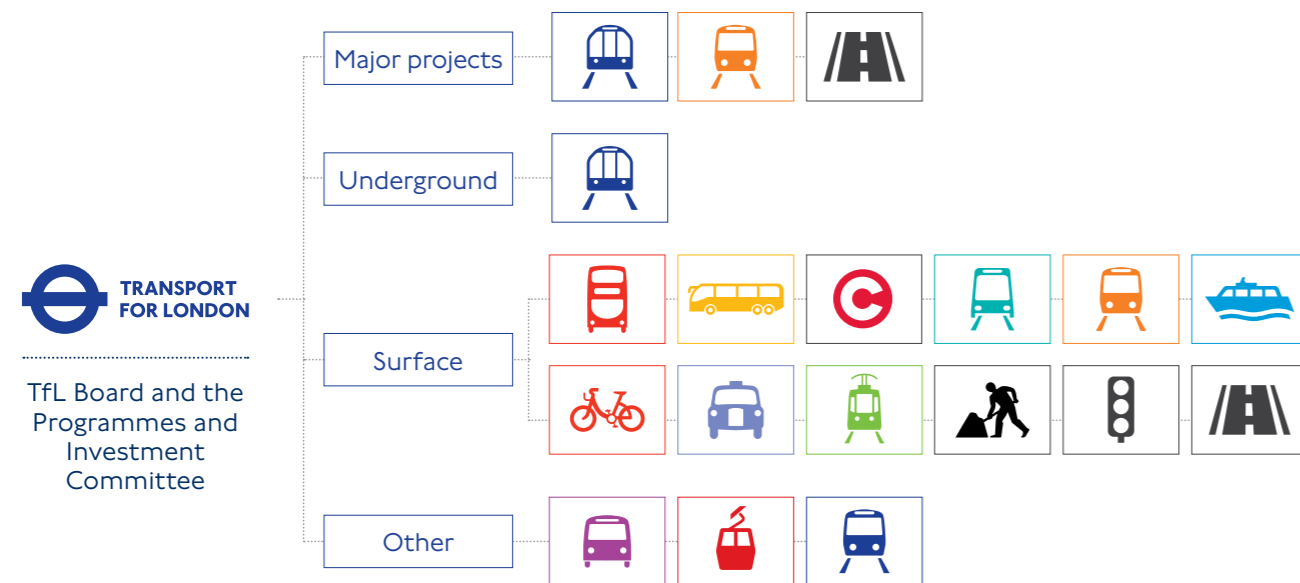 Major projects
Underground
TRANSPORT
FOR LONDON
Surface
TfL Board and the
Programmes and
Investment
Committee
Other